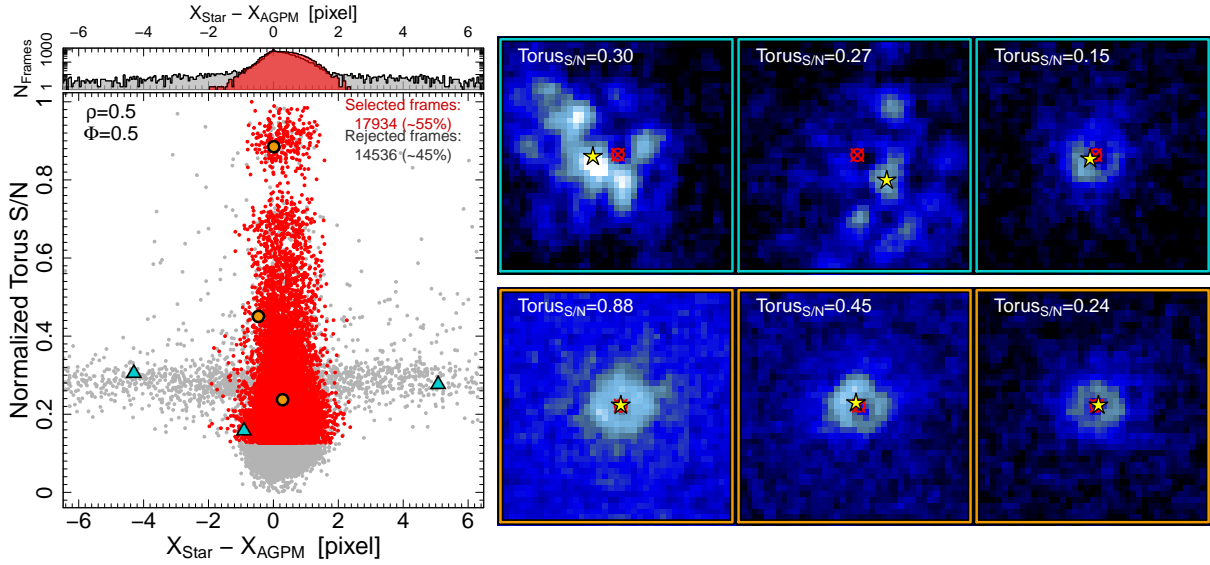 X_Star − X_AGPM [pixel]
−6 −4 −2 0 2 4 6
N_Frames
1 1000
Normalized Torus S/N
0 0.2 0.4 0.6 0.8 1
ρ=0.5
Φ=0.5
Selected frames:
17934 (~55%)
Rejected frames:
14536 (~45%)
−6 −4 −2 0 2 4 6
X_Star − X_AGPM [pixel]
Torus_S/N=0.30
Torus_S/N=0.27
Torus_S/N=0.15
Torus_S/N=0.88
Torus_S/N=0.45
Torus_S/N=0.24